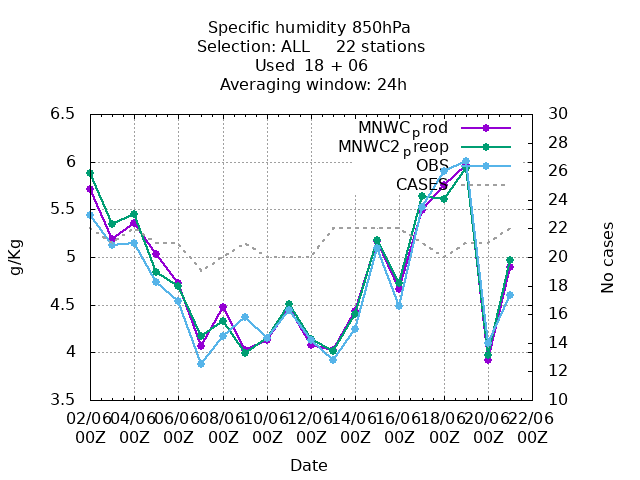 Specific humidity 850hPa
Selection: ALL     22 stations
Used  18 + 06
Averaging window: 24h
6.5
6
5.5
5
4.5
4
3.5
g/Kg
MNWCprod
MNWC2preop
OBS
CASES
30
28
26
24
22
20
18
16
14
12
10
No cases
02/06 04/06 06/06 08/06 10/06 12/06 14/06 16/06 18/06 20/06 22/06
00Z 00Z 00Z 00Z 00Z 00Z 00Z 00Z 00Z 00Z 00Z
Date